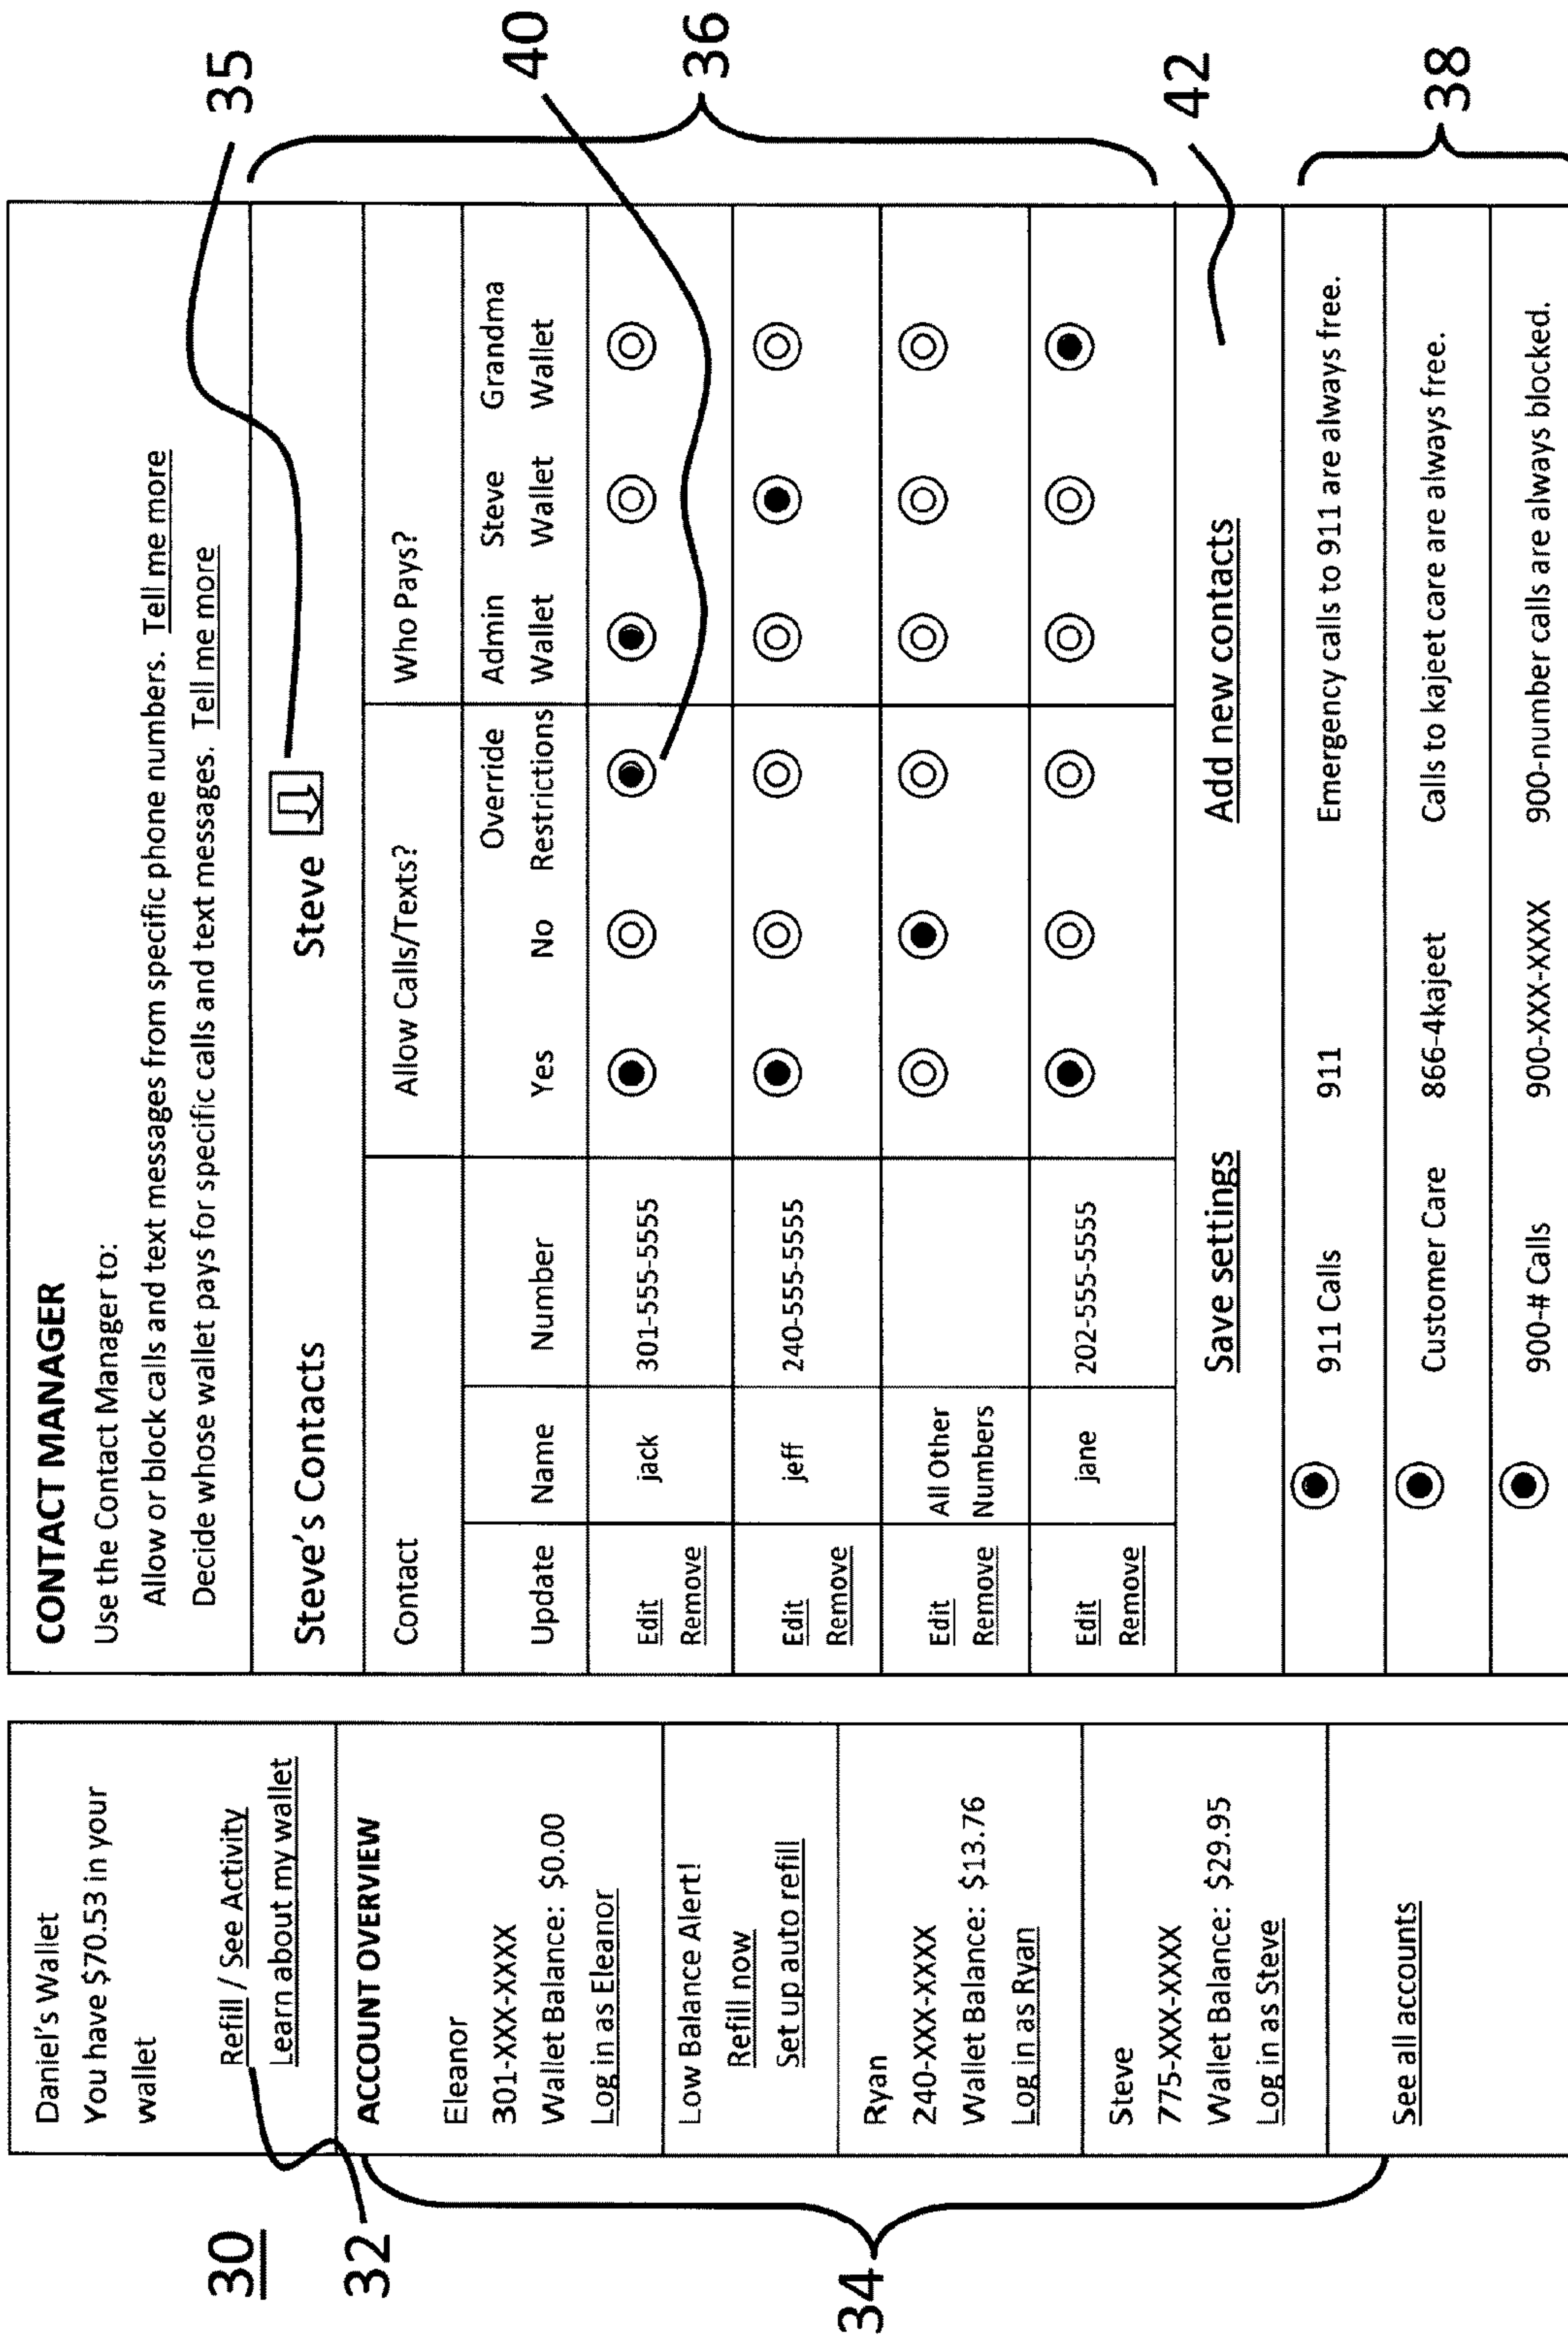 30
32
34
Daniel's Wallet
You have $70.53 in your
wallet
Refill / See Activity
Learn about my wallet
ACCOUNT OVERVIEW
Eleanor
301-XXX-XXXX
Wallet Balance: $0.00
Log in as Eleanor
Low Balance Alert!
Refill now
Set up auto refill
Ryan
240-XXX-XXXX
Wallet Balance: $13.76
Log in as Ryan
Steve
775-XXX-XXXX
Wallet Balance: $29.95
Log in as Steve
See all accounts
CONTACT MANAGER
Use the Contact Manager to:
Allow or block calls and text messages from specific phone numbers. Tell me more
Decide whose wallet pays for specific calls and text messages. Tell me more
Steve's Contacts Steve
Contact Allow Calls/Texts? Who Pays?
Override Admin Steve Grandma
Update Name Number Yes No Restrictions Wallet Wallet Wallet
Edit jack 301-555-5555
Remove
Edit jeff 240-555-5555
Remove
Edit All Other
Remove Numbers
Edit jane 202-555-5555
Remove
Save settings Add new contacts
911 Calls 911 Emergency calls to 911 are always free.
Customer Care 866-4kajeet Calls to kajeet care are always free.
900-# Calls 900-XXX-XXXX 900-number calls are always blocked.
35
40
36
42
38